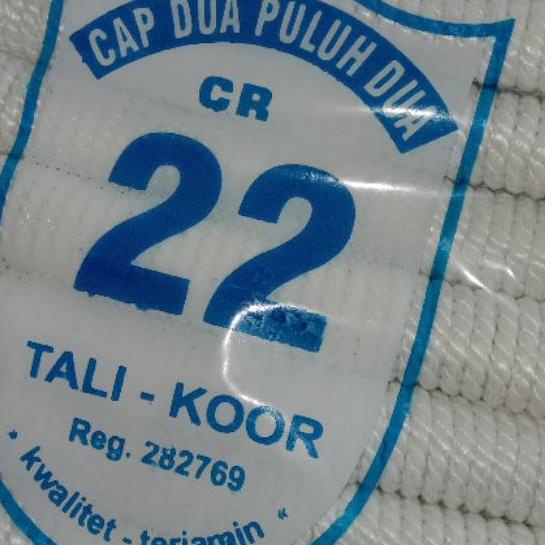 CAP DUA PULUH DUA
CR
22
TALI - KOOR
Reg. 282769
" kwalitet - terjamin "